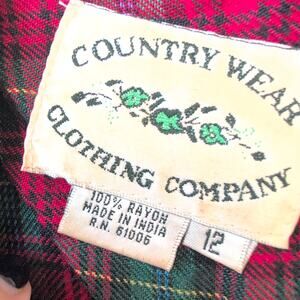 COUNTRY WEAR
CLOTHING COMPANY
100% RAYON
MADE IN INDIA
R.N. 61006
12